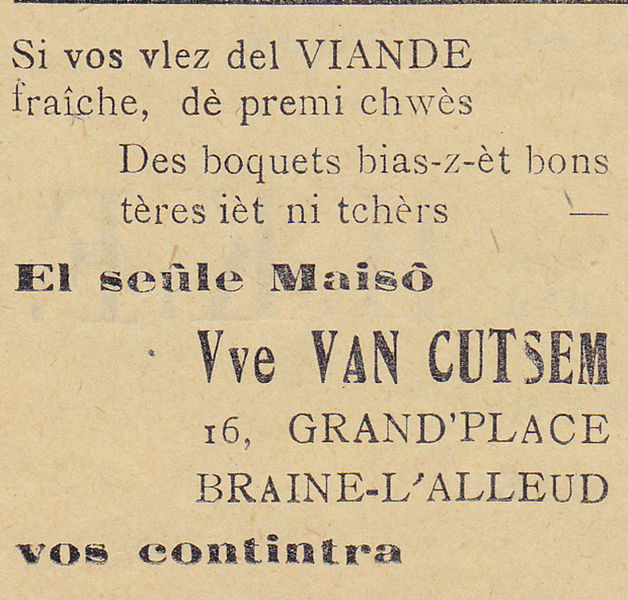 Si vos vlez del VIANDE
fraîche, dè premi chwès
Des boquets bias-z-èt bons
tères ièt ni tchèrs —
El seûle Maisô
Vve VAN CUTSEM
16, GRAND'PLACE
BRAINE-L'ALLEUD
vos contintra